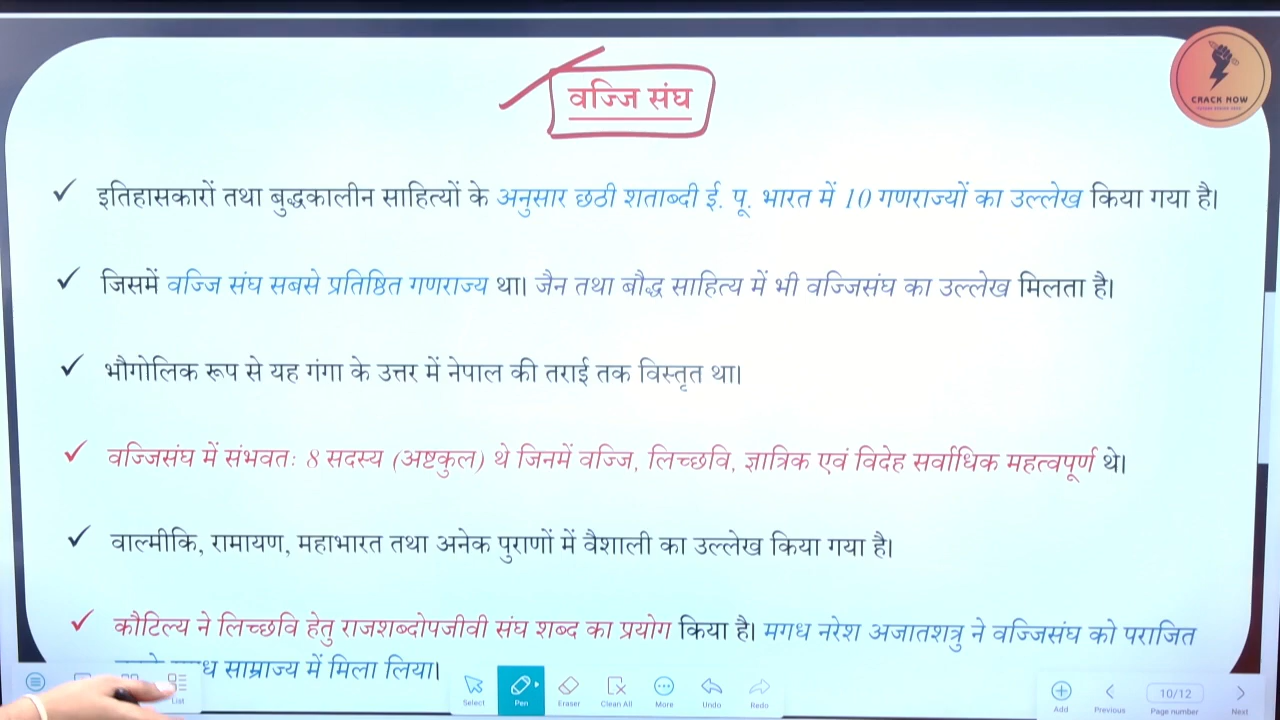 वज्जि संघ
CRACK NOW
✓ इतिहासकारों तथा बुद्धकालीन साहित्यों के अनुसार छठी शताब्दी ई. पू. भारत में 10 गणराज्यों का उल्लेख किया गया है।
✓ जिसमें वज्जि संघ सबसे प्रतिष्ठित गणराज्य था। जैन तथा बौद्ध साहित्य में भी वज्जिसंघ का उल्लेख मिलता है।
✓ भौगोलिक रूप से यह गंगा के उत्तर में नेपाल की तराई तक विस्तृत था।
✓ वज्जिसंघ में संभवतः 8 सदस्य (अष्टकुल) थे जिनमें वज्जि, लिच्छवि, ज्ञात्रिक एवं विदेह सर्वाधिक महत्वपूर्ण थे।
✓ वाल्मीकि, रामायण, महाभारत तथा अनेक पुराणों में वैशाली का उल्लेख किया गया है।
✓ कौटिल्य ने लिच्छवि हेतु राजशब्दोपजीवी संघ शब्द का प्रयोग किया है। मगध नरेश अजातशत्रु ने वज्जिसंघ को पराजित
साम्राज्य में मिला लिया।
List Select Pen Eraser Clean All More Undo Redo Add Previous 10/12 Page number Next